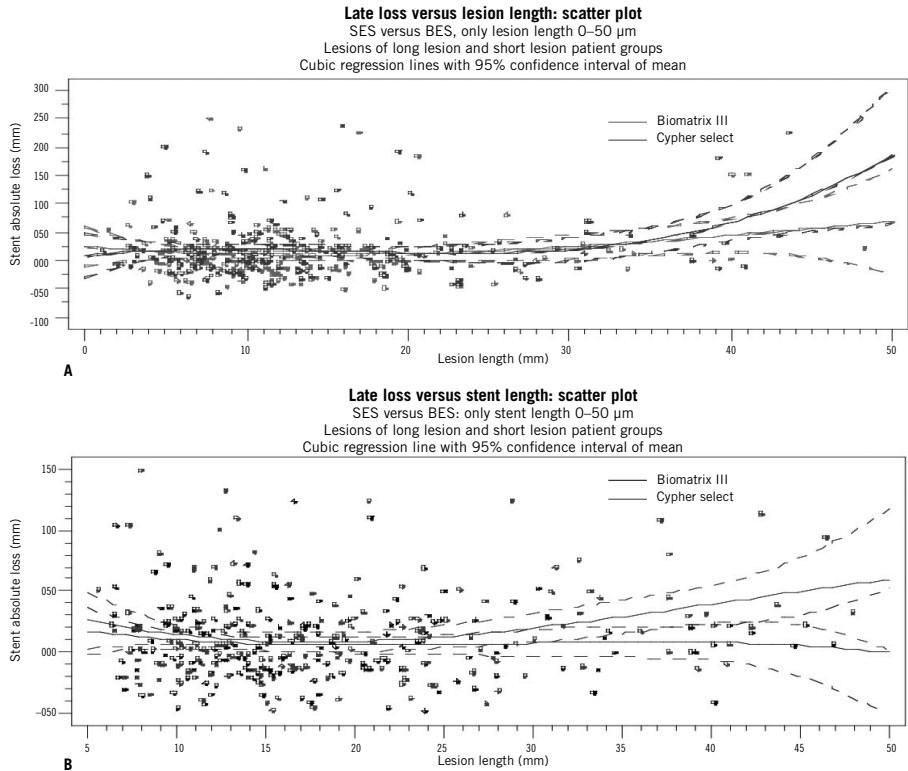 Late loss versus lesion length: scatter plot
SES versus BES, only lesion length 0–50 µm
Lesions of long lesion and short lesion patient groups
Cubic regression lines with 95% confidence interval of mean
Stent absolute loss (mm)
300
250
200
150
100
050
000
-050
-100
Biomatrix III
Cypher select
0 10 20 30 40 50
Lesion length (mm)
A
Late loss versus stent length: scatter plot
SES versus BES: only stent length 0–50 µm
Lesions of long lesion and short lesion patient groups
Cubic regression line with 95% confidence interval of mean
Stent absolute loss (mm)
150
100
050
000
-050
Biomatrix III
Cypher select
5 10 15 20 25 30 35 40 45 50
Lesion length (mm)
B